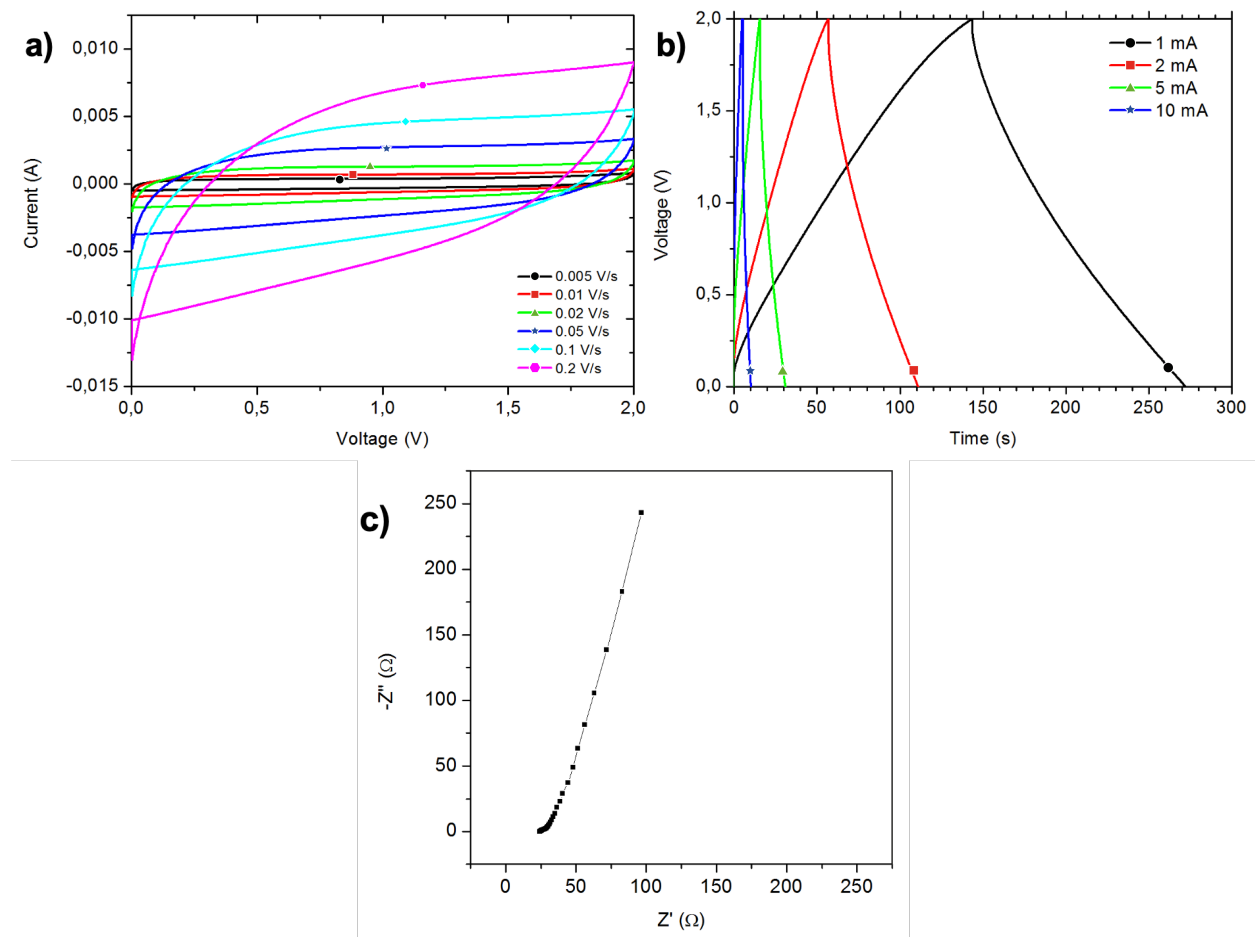 a)
0,010
0,005
0,000
-0,005
-0,010
-0,015
Current (A)
0.005 V/s
0.01 V/s
0.02 V/s
0.05 V/s
0.1 V/s
0.2 V/s
0,0
0,5
1,0
1,5
2,0
Voltage (V)
b)
2,0
1,5
1,0
0,5
0,0
Voltage (V)
1 mA
2 mA
5 mA
10 mA
0
50
100
150
200
250
300
Time (s)
c)
250
200
150
100
50
0
-Z'' (Ω)
0
50
100
150
200
250
Z' (Ω)